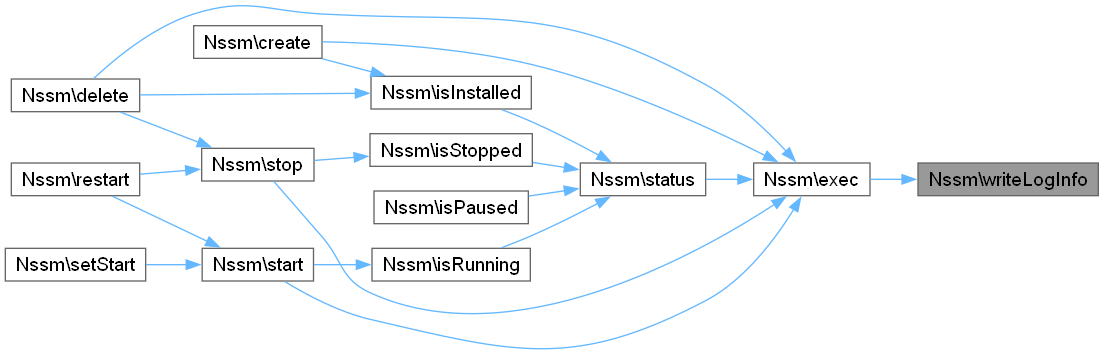 Nssm\create
Nssm\delete
Nssm\isInstalled
Nssm\stop
Nssm\isStopped
Nssm\restart
Nssm\status
Nssm\exec
Nssm\writeLogInfo
Nssm\isPaused
Nssm\setStart
Nssm\start
Nssm\isRunning